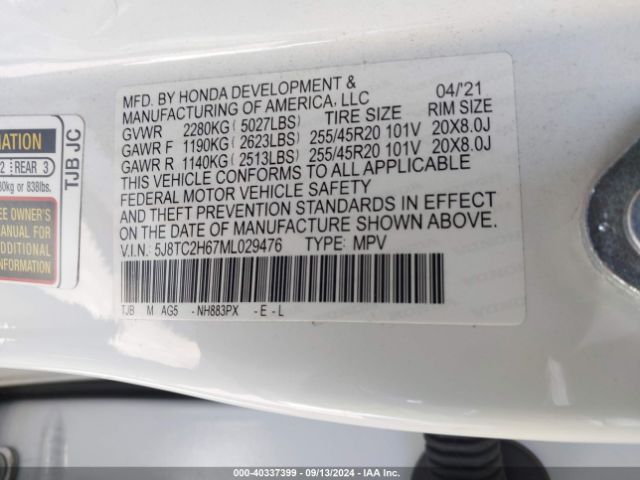 MFD. BY HONDA DEVELOPMENT & 04/'21
MANUFACTURING OF AMERICA, LLC
TIRE SIZE RIM SIZE
GVWR 2280KG ( 5027LBS)
GAWR F 1190KG ( 2623LBS) 255/45R20 101V 20X8.0J
GAWR R 1140KG ( 2513LBS) 255/45R20 101V 20X8.0J
THIS VEHICLE CONFORMS TO ALL APPLICABLE
FEDERAL MOTOR VEHICLE SAFETY
AND THEFT PREVENTION STANDARDS IN EFFECT
ON THE DATE OF MANUFACTURE SHOWN ABOVE.
V.I.N.: 5J8TC2H67ML029476 TYPE: MPV
TJB M AG5 -NH883PX -E-L
MATION
2 REAR 3
80kg or 838lbs.
EE OWNER'S
MANUAL FOR
ADDITIONAL
TJB JC
000-40337399 - 09/13/2024 - IAA Inc.